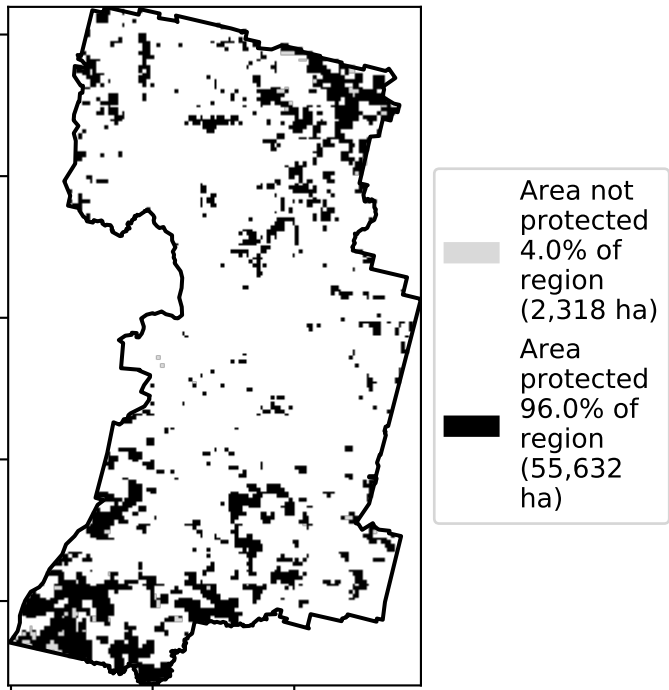 Area not
protected
4.0% of
region
(2,318 ha)
Area
protected
96.0% of
region
(55,632
ha)